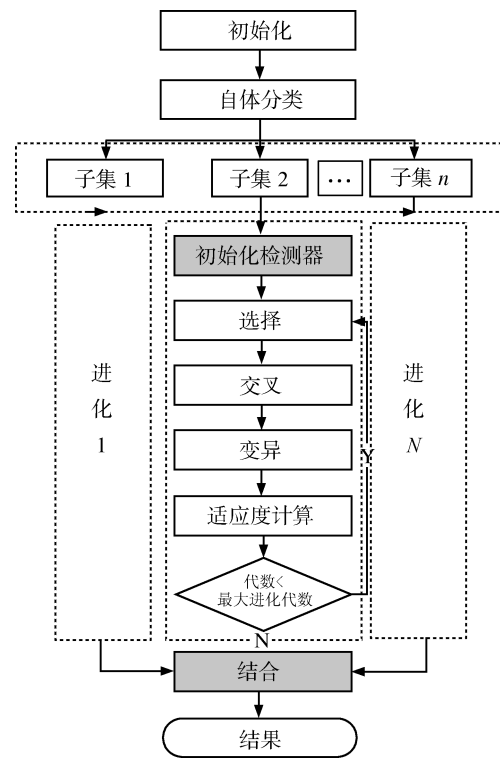 初始化
自体分类
子集 1
子集 2
…
子集 n
初始化检测器
选择
交叉
变异
适应度计算
代数<
最大进化代数
Y
N
进
化
1
进
化
N
结合
结果